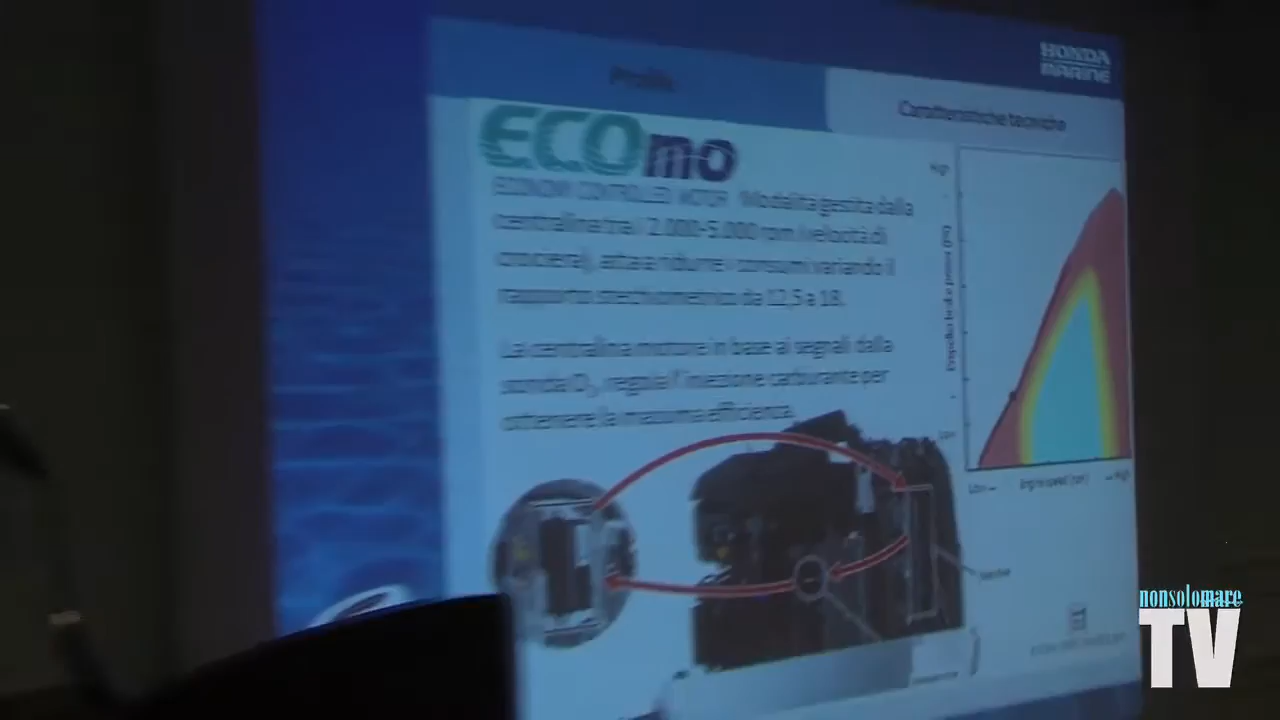 HONDA
MARINE
Profilo
Caratteristiche tecniche
ECOmo
ECONOMY CONTROLLED MOTOR Modalità gestita dalla
centralina tra i 2.000-5.000 rpm (velocità di
crociera), atta a ridurre i consumi variando il
rapporto stechiometrico da 12,5 a 18.
La centralina motore in base ai segnali dalla
sonda O₂, regola l'iniezione carburante per
ottenere la massima efficienza.
High
Low
Low
Engine speed (rpm)
High
nonsolomare
TV